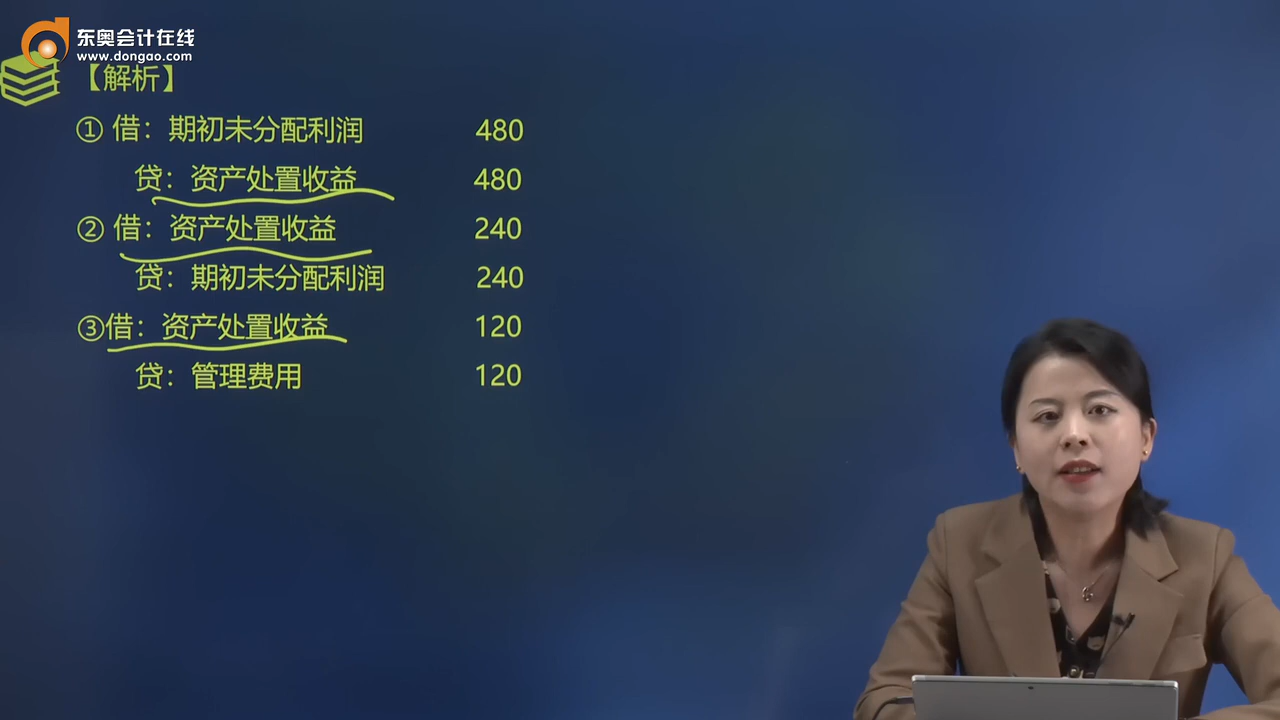 东奥会计在线
www.dongao.com
【解析】
① 借：期初未分配利润 480
贷：资产处置收益 480
② 借：资产处置收益 240
贷：期初未分配利润 240
③借：资产处置收益 120
贷：管理费用 120